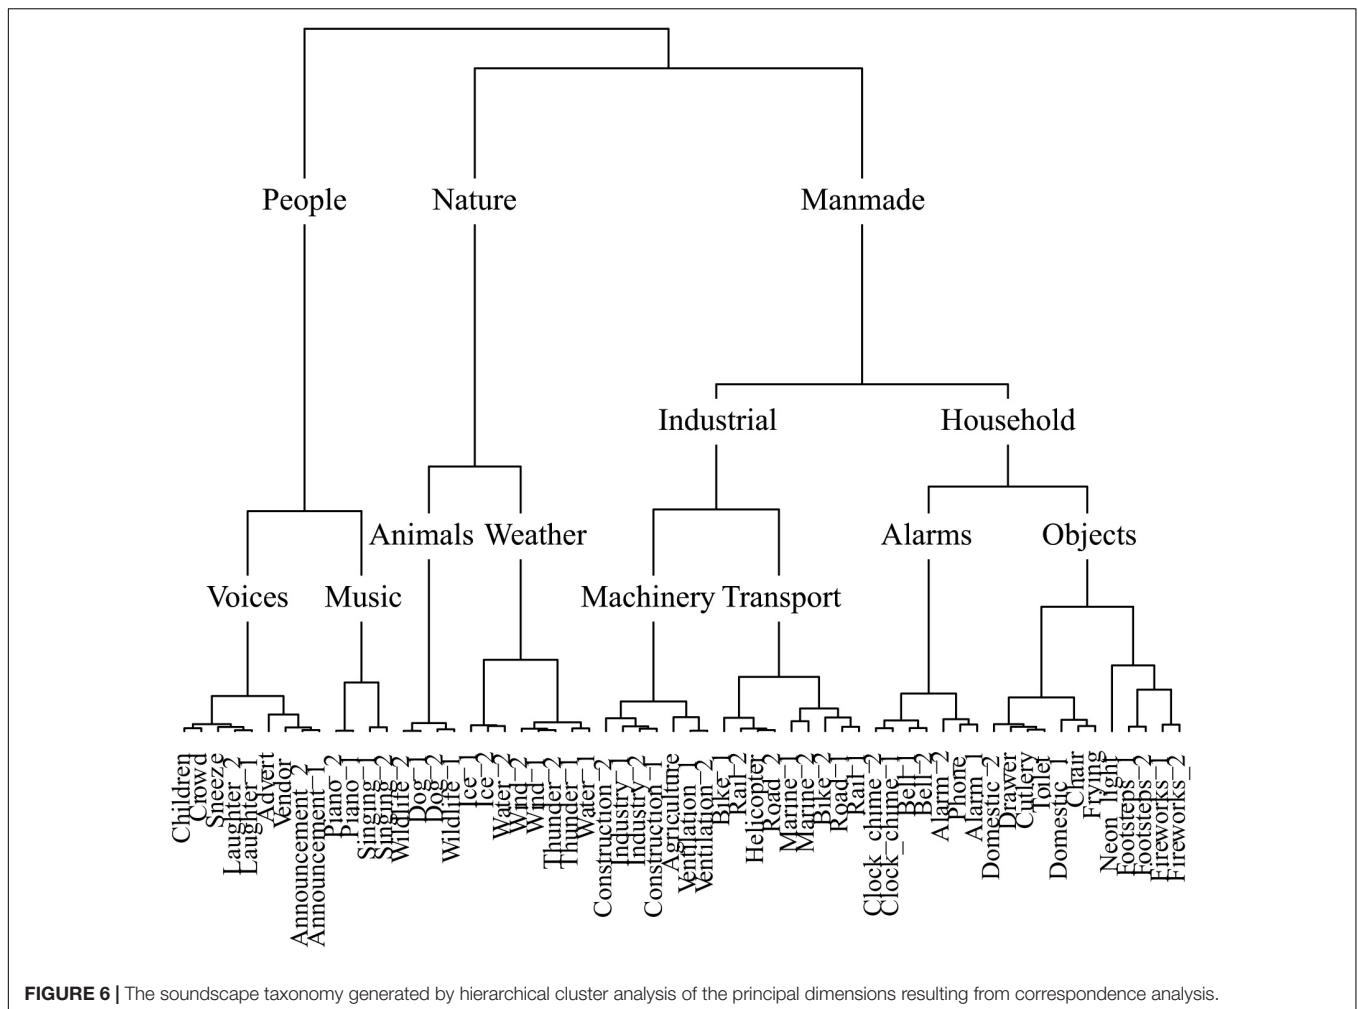 People Nature Manmade
Industrial Household
Animals Weather Alarms Objects
Voices Music Machinery Transport
Children
Crowd
Sneeze
Laughter_2
Laughter_1
Advert
Vendor
Announcement_2
Announcement_1
Piano_2
Piano_1
Singing_1
Singing_2
Wildlife_2
Dog_1
Dog_2
Wildlife_1
Ice_1
Ice_2
Water_2
Wind_2
Wind_1
Thunder_2
Thunder_1
Water_1
Construction_2
Industry_1
Industry_2
Construction_1
Agriculture
Ventilation_1
Ventilation_2
Bike_1
Rail_2
Helicopter
Road_2
Marine_1
Marine_2
Bike_2
Road_1
Rail_1
Clock_chime_2
Clock_chime_1
Bell_1
Bell_2
Alarm_2
Phone
Alarm_1
Domestic_2
Drawer
Cutlery
Toilet
Domestic_1
Chair
Frying
Neon_light
Footsteps_1
Footsteps_2
Fireworks_1
Fireworks_2
FIGURE 6 | The soundscape taxonomy generated by hierarchical cluster analysis of the principal dimensions resulting from correspondence analysis.